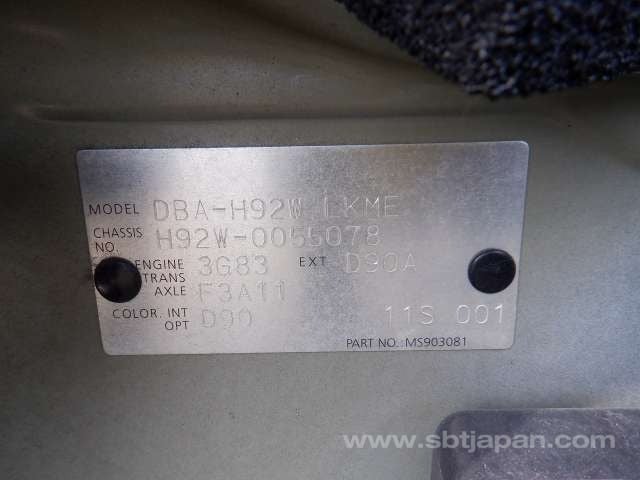 MODEL DBA-H92W LKME
CHASSIS NO. H92W-0055078
ENGINE 3G83 EXT D90A
TRANS AXLE F3A11
COLOR. INT D90
OPT 11S 001
PART NO.:MS903081
www.sbtjapan.com